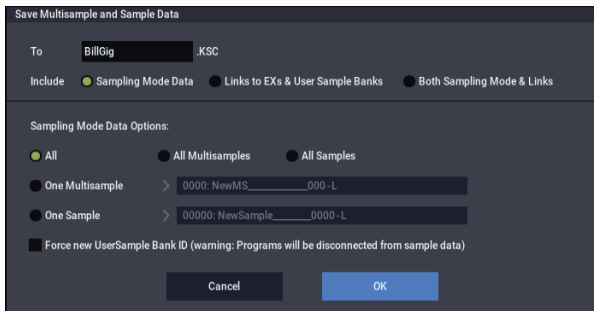 Save Multisample and Sample Data
To BillGig .KSC
Include Sampling Mode Data Links to EXs & User Sample Banks Both Sampling Mode & Links
Sampling Mode Data Options:
All All Multisamples All Samples
One Multisample 0000: NewMS____________000-L
One Sample 00000: NewSample________0000-L
Force new UserSample Bank ID (warning: Programs will be disconnected from sample data)
Cancel OK